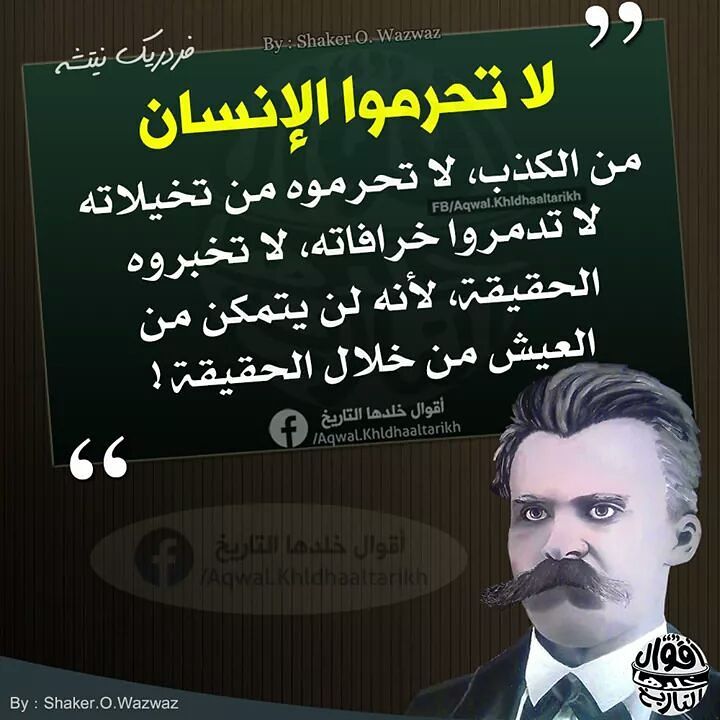 By : Shaker O. Wazwaz
فردريك نيتشه
لا تحرموا الإنسان
من الكذب، لا تحرموه من تخيلاته
FB/Aqwal.Khldhaaltarikh
لا تدمروا خرافاته، لا تخبروه
الحقيقة، لأنه لن يتمكن من
العيش من خلال الحقيقة !
أقوال خلدها التاريخ
/Aqwal.Khldhaaltarikh
أقوال خلدها التاريخ
/Aqwal.Khldhaaltarikh
أقوال
خلدها
التاريخ
By : Shaker.O.Wazwaz